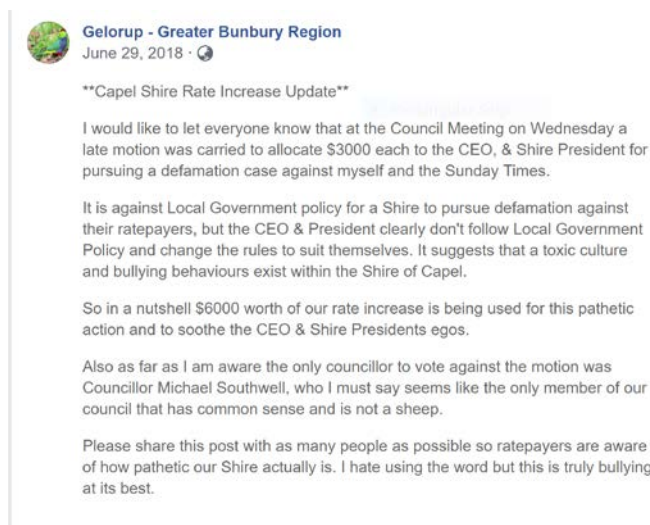 Gelorup - Greater Bunbury Region
June 29, 2018 ·
**Capel Shire Rate Increase Update**
I would like to let everyone know that at the Council Meeting on Wednesday a
late motion was carried to allocate $3000 each to the CEO, & Shire President for
pursuing a defamation case against myself and the Sunday Times.
It is against Local Government policy for a Shire to pursue defamation against
their ratepayers, but the CEO & President clearly don't follow Local Government
Policy and change the rules to suit themselves. It suggests that a toxic culture
and bullying behaviours exist within the Shire of Capel.
So in a nutshell $6000 worth of our rate increase is being used for this pathetic
action and to soothe the CEO & Shire Presidents egos.
Also as far as I am aware the only councillor to vote against the motion was
Councillor Michael Southwell, who I must say seems like the only member of our
council that has common sense and is not a sheep.
Please share this post with as many people as possible so ratepayers are aware
of how pathetic our Shire actually is. I hate using the word but this is truly bullying
at its best.